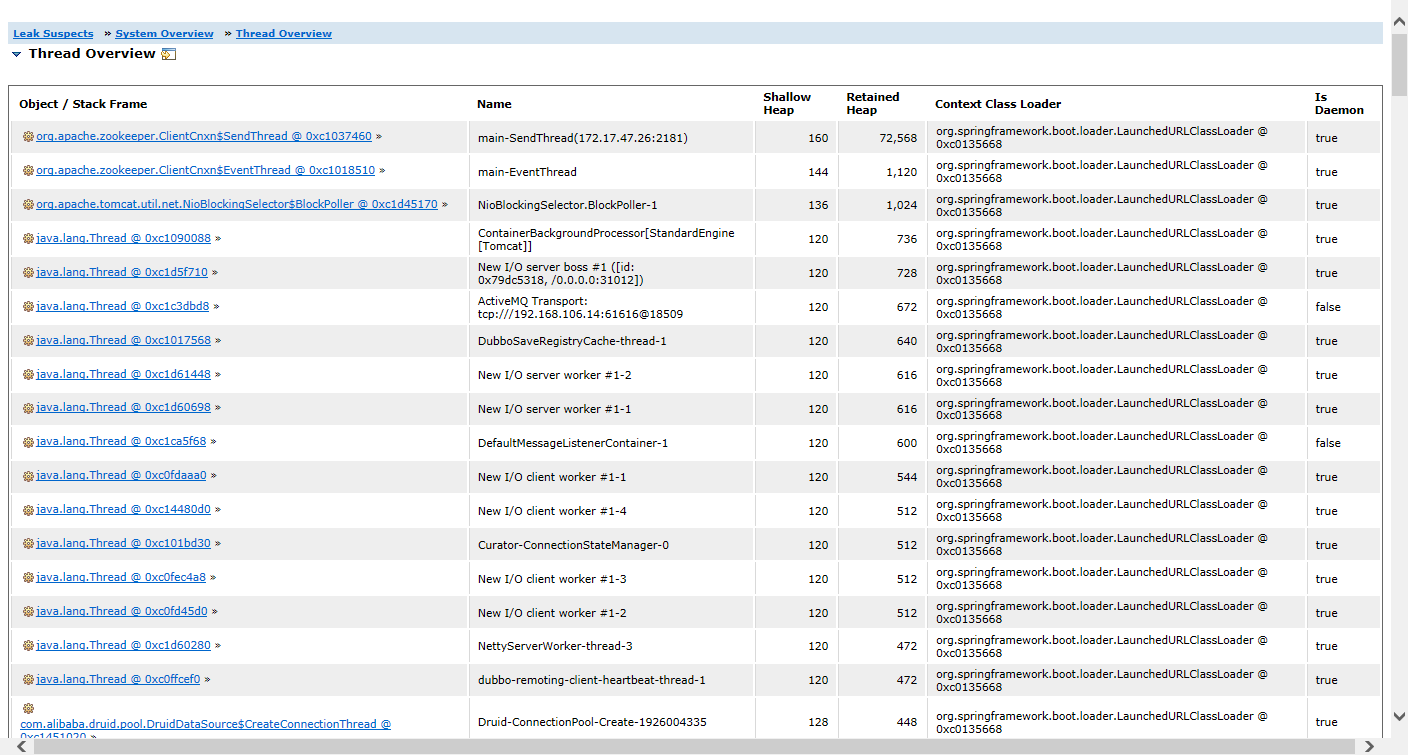 Leak Suspects » System Overview » Thread Overview
Thread Overview
Object / Stack Frame Name Shallow Heap Retained Heap Context Class Loader Is Daemon
org.apache.zookeeper.ClientCnxn$SendThread @ 0xc1037460 » main-SendThread(172.17.47.26:2181) 160 72,568 org.springframework.boot.loader.LaunchedURLClassLoader @ 0xc0135668 true
org.apache.zookeeper.ClientCnxn$EventThread @ 0xc1018510 » main-EventThread 144 1,120 org.springframework.boot.loader.LaunchedURLClassLoader @ 0xc0135668 true
org.apache.tomcat.util.net.NioBlockingSelector$BlockPoller @ 0xc1d45170 » NioBlockingSelector.BlockPoller-1 136 1,024 org.springframework.boot.loader.LaunchedURLClassLoader @ 0xc0135668 true
java.lang.Thread @ 0xc1090088 » ContainerBackgroundProcessor[StandardEngine [Tomcat]] 120 736 org.springframework.boot.loader.LaunchedURLClassLoader @ 0xc0135668 true
java.lang.Thread @ 0xc1d5f710 » New I/O server boss #1 ([id: 0x79dc5318, /0.0.0.0:31012]) 120 728 org.springframework.boot.loader.LaunchedURLClassLoader @ 0xc0135668 true
java.lang.Thread @ 0xc1c3dbd8 » ActiveMQ Transport: tcp:///192.168.106.14:61616@18509 120 672 org.springframework.boot.loader.LaunchedURLClassLoader @ 0xc0135668 false
java.lang.Thread @ 0xc1017568 » DubboSaveRegistryCache-thread-1 120 640 org.springframework.boot.loader.LaunchedURLClassLoader @ 0xc0135668 true
java.lang.Thread @ 0xc1d61448 » New I/O server worker #1-2 120 616 org.springframework.boot.loader.LaunchedURLClassLoader @ 0xc0135668 true
java.lang.Thread @ 0xc1d60698 » New I/O server worker #1-1 120 616 org.springframework.boot.loader.LaunchedURLClassLoader @ 0xc0135668 true
java.lang.Thread @ 0xc1ca5f68 » DefaultMessageListenerContainer-1 120 600 org.springframework.boot.loader.LaunchedURLClassLoader @ 0xc0135668 false
java.lang.Thread @ 0xc0fdaaa0 » New I/O client worker #1-1 120 544 org.springframework.boot.loader.LaunchedURLClassLoader @ 0xc0135668 true
java.lang.Thread @ 0xc14480d0 » New I/O client worker #1-4 120 512 org.springframework.boot.loader.LaunchedURLClassLoader @ 0xc0135668 true
java.lang.Thread @ 0xc101bd30 » Curator-ConnectionStateManager-0 120 512 org.springframework.boot.loader.LaunchedURLClassLoader @ 0xc0135668 true
java.lang.Thread @ 0xc0fec4a8 » New I/O client worker #1-3 120 512 org.springframework.boot.loader.LaunchedURLClassLoader @ 0xc0135668 true
java.lang.Thread @ 0xc0fd45d0 » New I/O client worker #1-2 120 512 org.springframework.boot.loader.LaunchedURLClassLoader @ 0xc0135668 true
java.lang.Thread @ 0xc1d60280 » NettyServerWorker-thread-3 120 472 org.springframework.boot.loader.LaunchedURLClassLoader @ 0xc0135668 true
java.lang.Thread @ 0xc0ffcef0 » dubbo-remoting-client-heartbeat-thread-1 120 472 org.springframework.boot.loader.LaunchedURLClassLoader @ 0xc0135668 true
com.alibaba.druid.pool.DruidDataSource$CreateConnectionThread @ 0xc1451020 » Druid-ConnectionPool-Create-1926004335 128 448 org.springframework.boot.loader.LaunchedURLClassLoader @ 0xc0135668 true